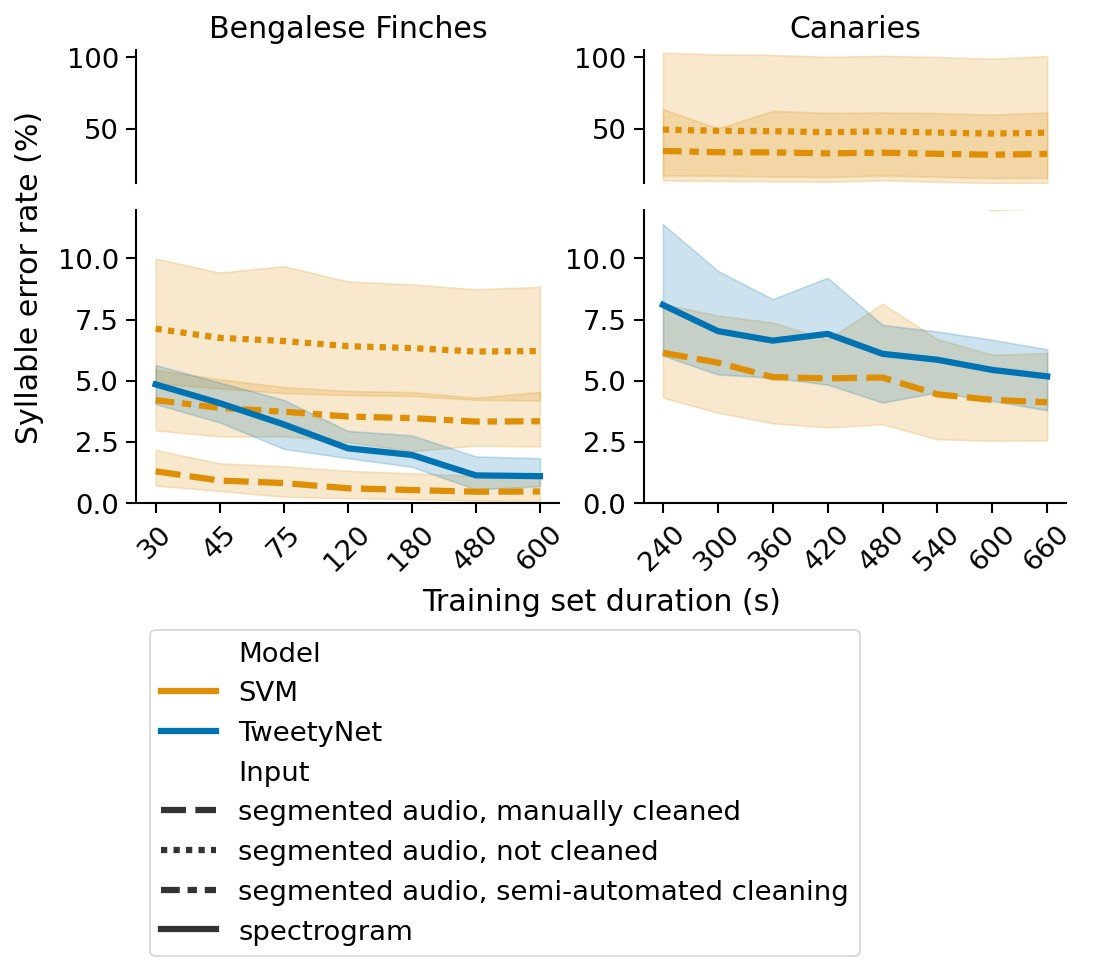 Bengalese Finches
Canaries
Syllable error rate (%)
100
50
10.0
7.5
5.0
2.5
0.0
30 45 75 120 180 480 600
100
50
10.0
7.5
5.0
2.5
0.0
240 300 360 420 480 540 600 660
Training set duration (s)
Model
SVM
TweetyNet
Input
segmented audio, manually cleaned
segmented audio, not cleaned
segmented audio, semi-automated cleaning
spectrogram